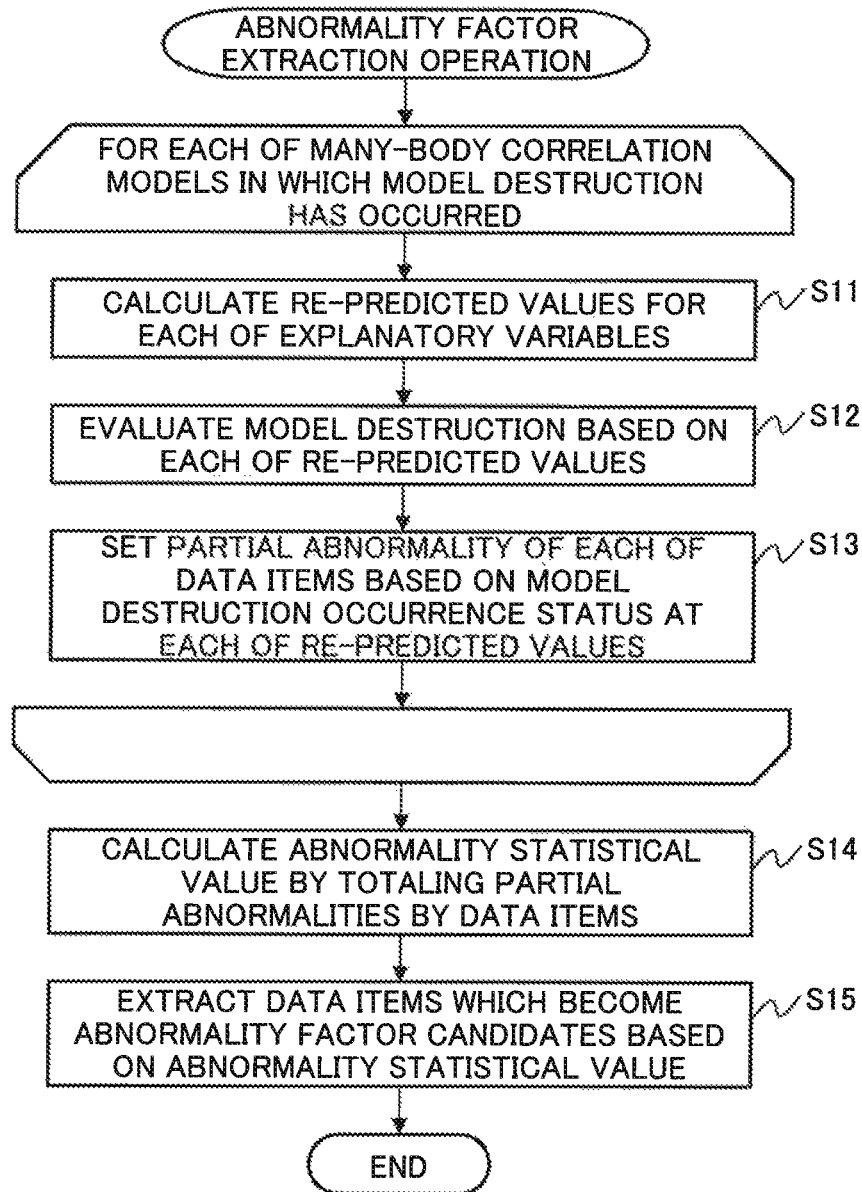 ABNORMALITY FACTOR
EXTRACTION OPERATION
FOR EACH OF MANY-BODY CORRELATION
MODELS IN WHICH MODEL DESTRUCTION
HAS OCCURRED
CALCULATE RE-PREDICTED VALUES FOR
EACH OF EXPLANATORY VARIABLES
S11
EVALUATE MODEL DESTRUCTION BASED ON
EACH OF RE-PREDICTED VALUES
S12
SET PARTIAL ABNORMALITY OF EACH OF
DATA ITEMS BASED ON MODEL
DESTRUCTION OCCURRENCE STATUS AT
EACH OF RE-PREDICTED VALUES
S13
CALCULATE ABNORMALITY STATISTICAL
VALUE BY TOTALING PARTIAL
ABNORMALITIES BY DATA ITEMS
S14
EXTRACT DATA ITEMS WHICH BECOME
ABNORMALITY FACTOR CANDIDATES BASED
ON ABNORMALITY STATISTICAL VALUE
S15
END